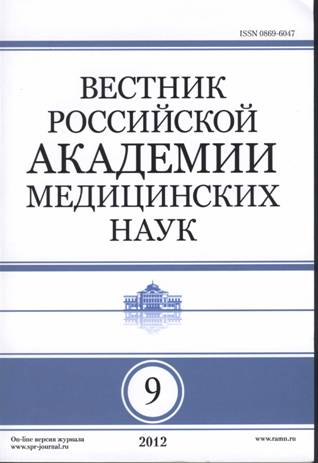 ISSN 0869-6047
ВЕСТНИК
РОССИЙСКОЙ
АКАДЕМИИ
МЕДИЦИНСКИХ
НАУК
9
On-line версия журнала
www.spr-journal.ru
2012
www.ramn.ru